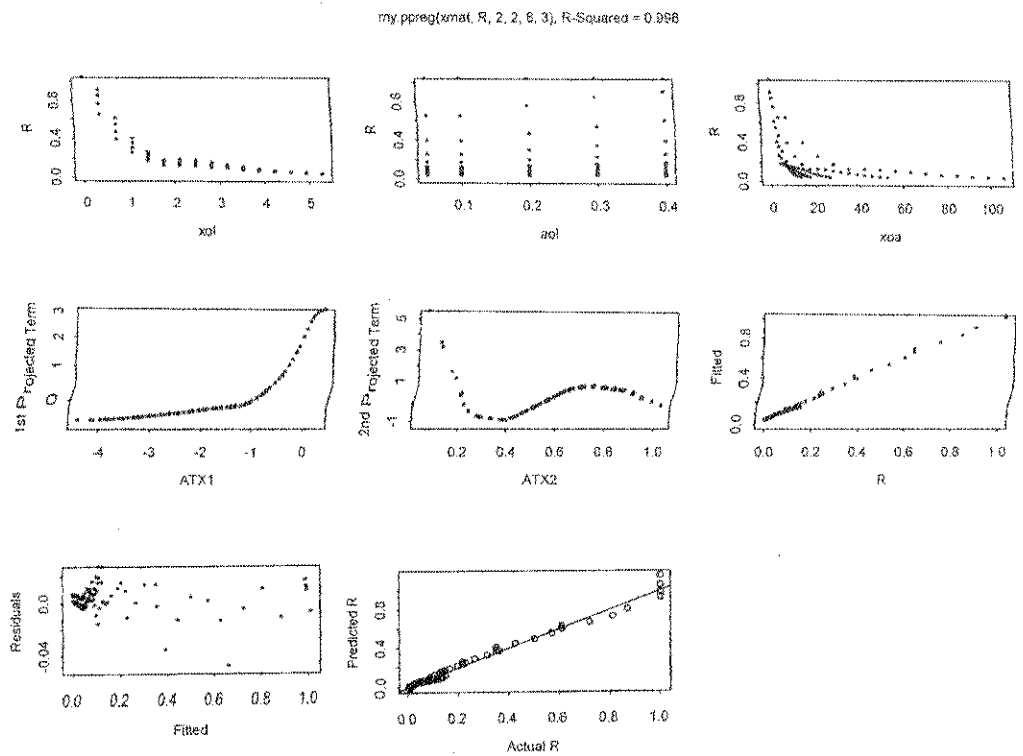 my.ppreg(xmat, R, 2, 2, 6, 3), R-Squared = 0.998
R
0.0 0.4 0.8
0 1 2 3 4 5
xol
R
0.0 0.4 0.8
0.1 0.2 0.3 0.4
aol
R
0.0 0.4 0.8
0 20 40 60 80 100
xoa
1st Projected Term
0 1 2 3
-4 -3 -2 -1 0
ATX1
2nd Projected Term
-1 1 3 5
0.2 0.4 0.6 0.8 1.0
ATX2
Fitted
0.0 0.4 0.8
0.0 0.2 0.4 0.6 0.8 1.0
R
Residuals
-0.04 0.0
0.0 0.2 0.4 0.6 0.8 1.0
Fitted
Predicted R
0.0 0.4 0.8
0.0 0.2 0.4 0.6 0.8 1.0
Actual R